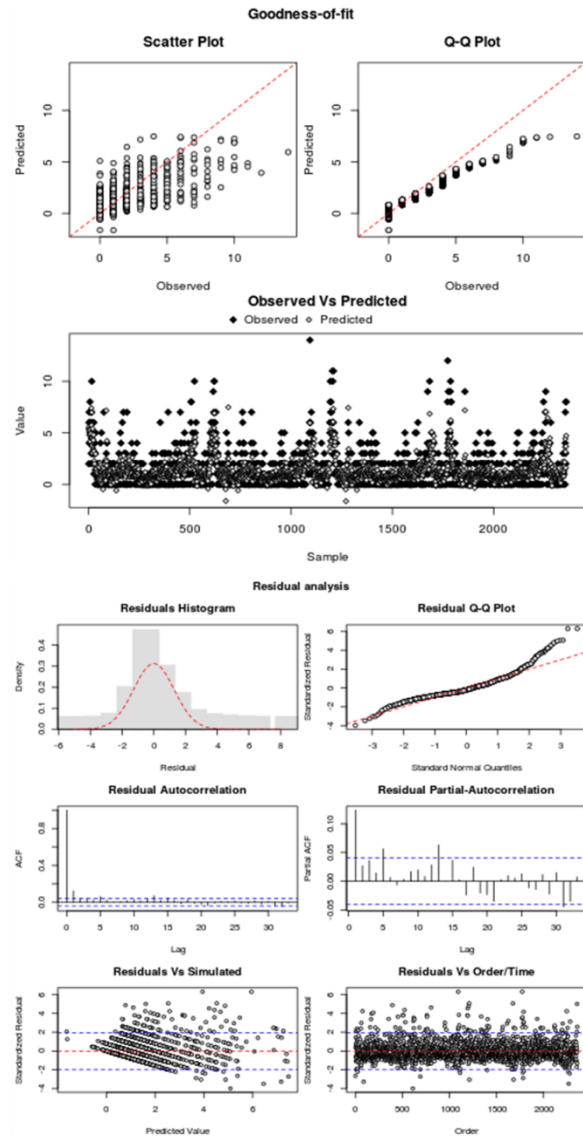 Goodness-of-fit
Scatter Plot
Q-Q Plot
Predicted
10
5
0
0
5
10
Observed
Predicted
10
5
0
0
5
10
Observed
Observed Vs Predicted
Observed
Predicted
Value
10
5
0
0
500
1000
1500
2000
Sample
Residual analysis
Residuals Histogram
Density
0.4
0.3
0.2
0.1
0.0
-6
-4
-2
0
2
4
6
8
Residual
Residual Q-Q Plot
Standardized Residual
6
4
2
0
-2
-4
-3
-2
-1
0
1
2
3
Standard Normal Quantiles
Residual Autocorrelation
ACF
0.8
0.4
0.0
0
5
10
15
20
25
30
Lag
Residual Partial-Autocorrelation
Partial ACF
0.10
0.05
0.00
-0.05
0
5
10
15
20
25
30
Lag
Residuals Vs Simulated
Standardized Residual
6
4
2
0
-2
-4
0
2
4
6
Predicted Value
Residuals Vs Order/Time
Standardized Residual
6
4
2
0
-2
-4
0
500
1000
1500
2000
Order